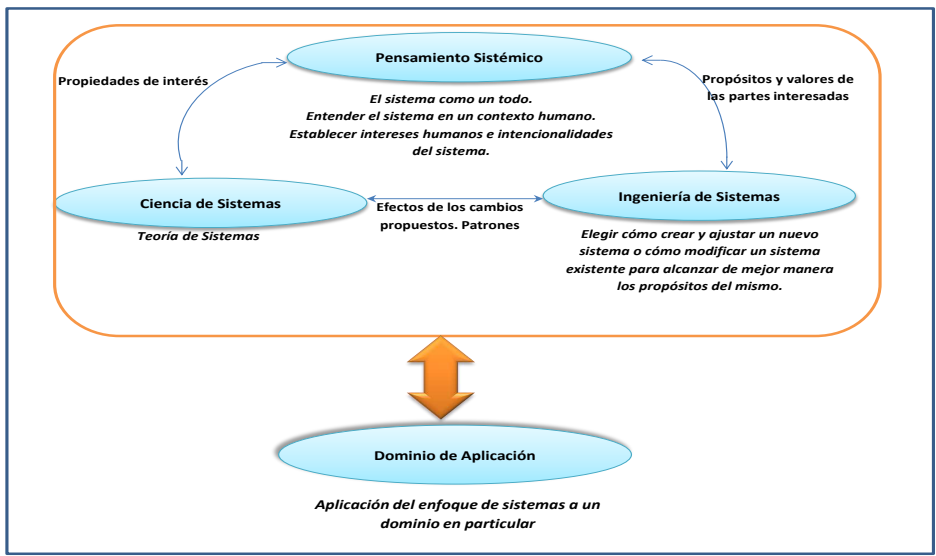 Pensamiento Sistémico
Propiedades de interés
Propósitos y valores de
las partes interesadas
El sistema como un todo.
Entender el sistema en un contexto humano.
Establecer intereses humanos e intencionalidades
del sistema.
Ciencia de Sistemas
Teoría de Sistemas
Efectos de los cambios
propuestos. Patrones
Ingeniería de Sistemas
Elegir cómo crear y ajustar un nuevo
sistema o cómo modificar un sistema
existente para alcanzar de mejor manera
los propósitos del mismo.
Dominio de Aplicación
Aplicación del enfoque de sistemas a un
dominio en particular